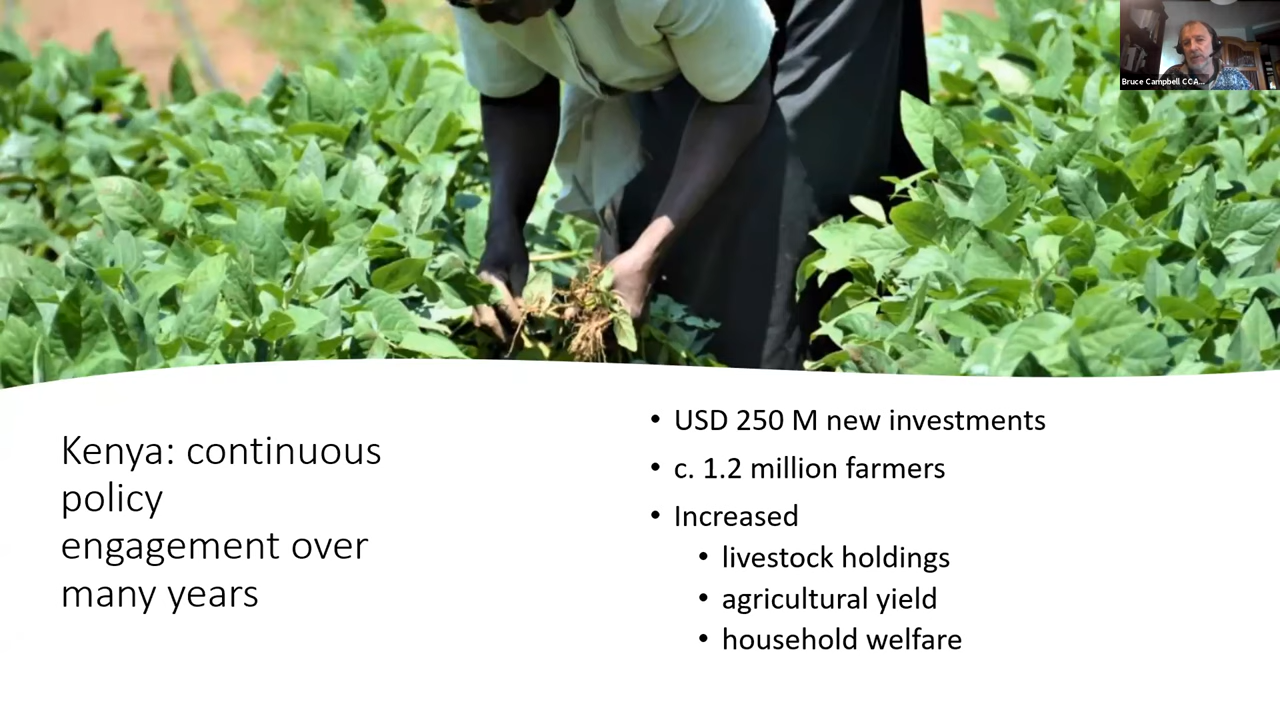 Bruce Campbell CCA...
Kenya: continuous
policy
engagement over
many years
• USD 250 M new investments
• c. 1.2 million farmers
• Increased
• livestock holdings
• agricultural yield
• household welfare